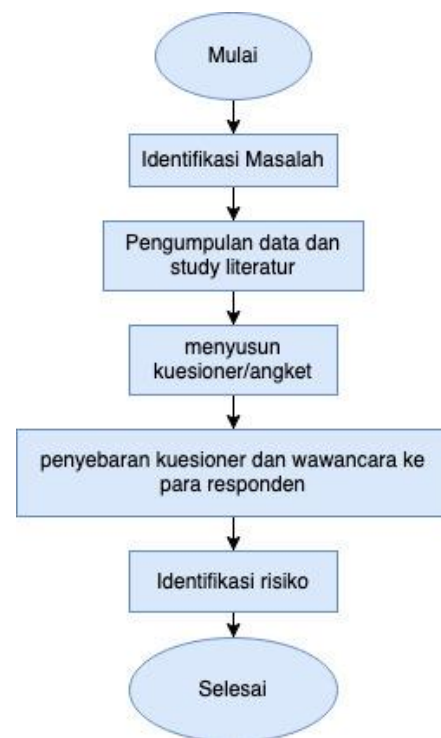 Mulai
Identifikasi Masalah
Pengumpulan data dan
study literatur
menyusun
kuesioner/angket
penyebaran kuesioner dan wawancara ke
para responden
Identifikasi risiko
Selesai